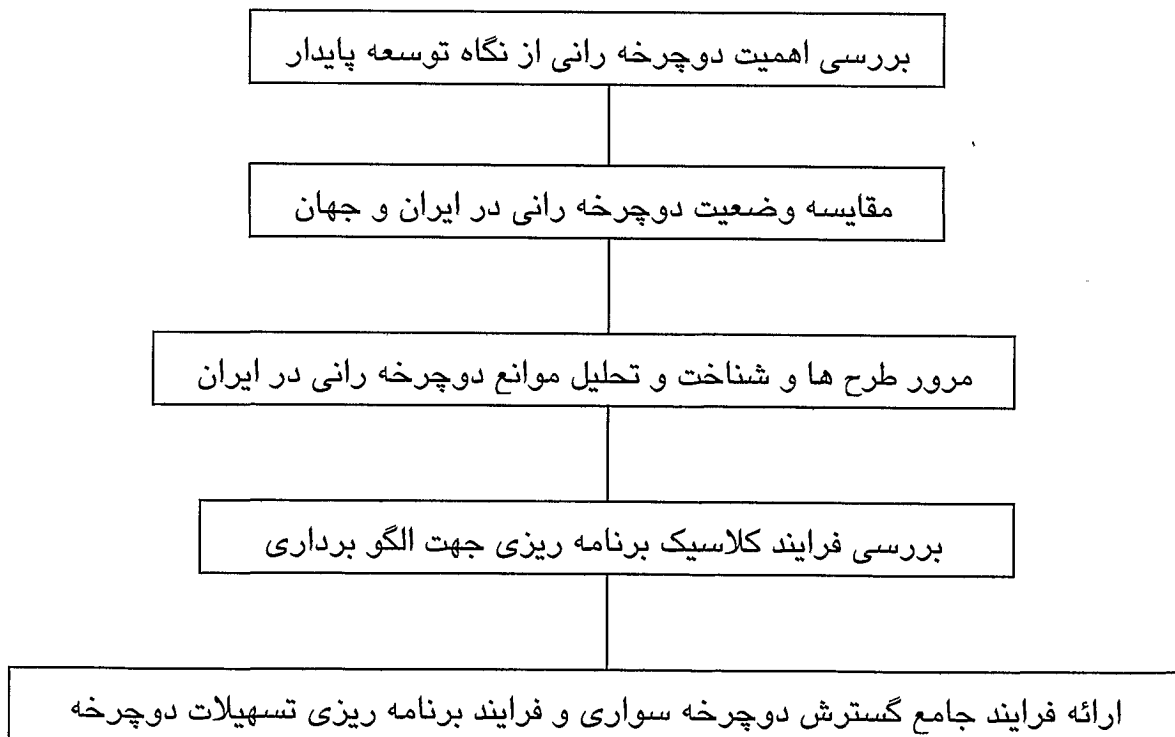 بررسی اهمیت دوچرخه رانی از نگاه توسعه پایدار
مقایسه وضعیت دوچرخه رانی در ایران و جهان
مرور طرح ها و شناخت و تحلیل موانع دوچرخه رانی در ایران
بررسی فرایند کلاسیک برنامه ریزی جهت الگو برداری
ارائه فرایند جامع گسترش دوچرخه سواری و فرایند برنامه ریزی تسهیلات دوچرخه